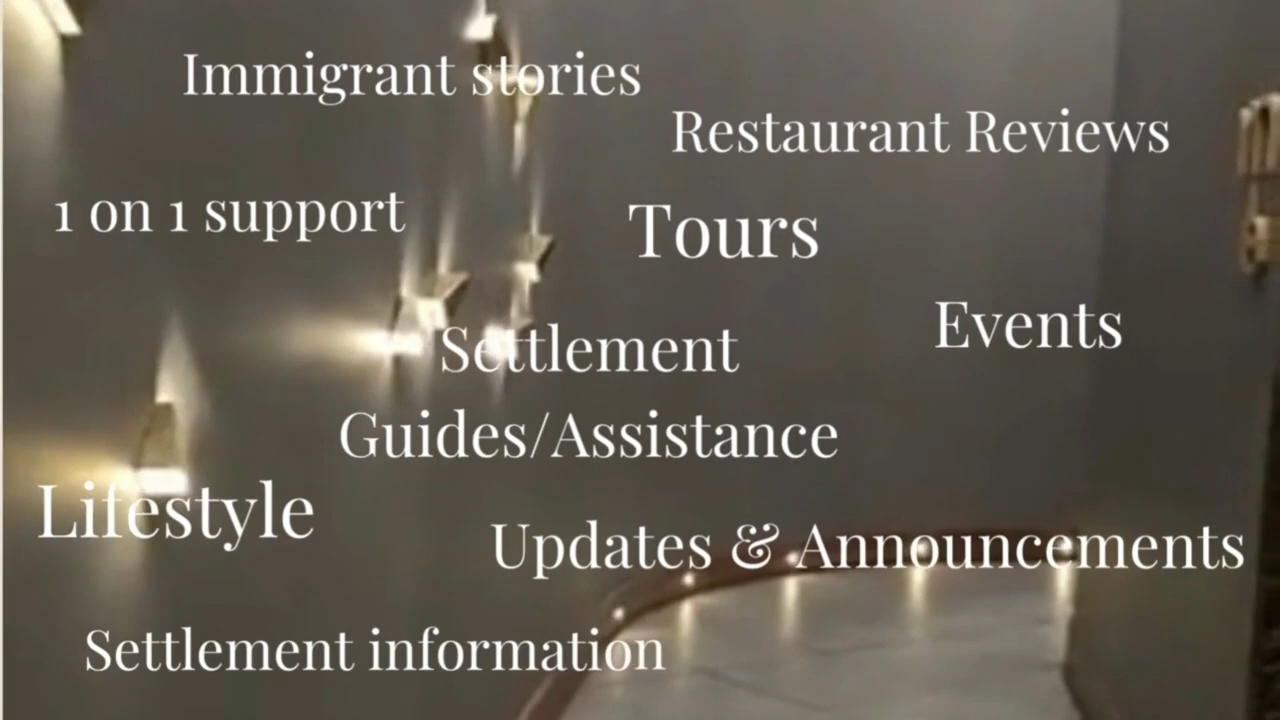 Immigrant stories
Restaurant Reviews
1 on 1 support
Tours
Events
Settlement
Guides/Assistance
Lifestyle
Updates & Announcements
Settlement information